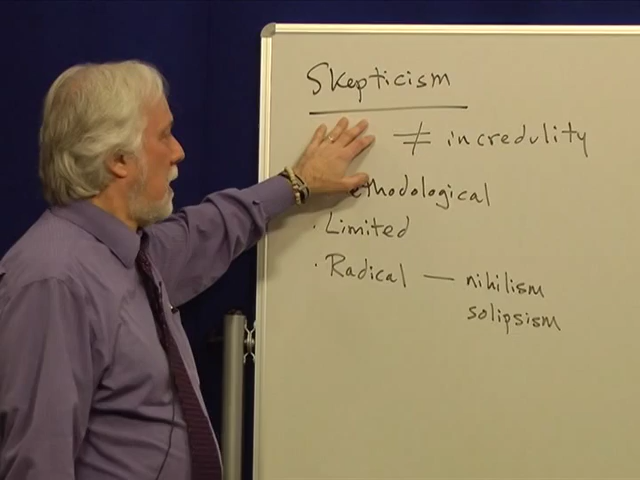 Skepticism
≠ incredulity
ethodological
· Limited
· Radical — nihilism
solipsism